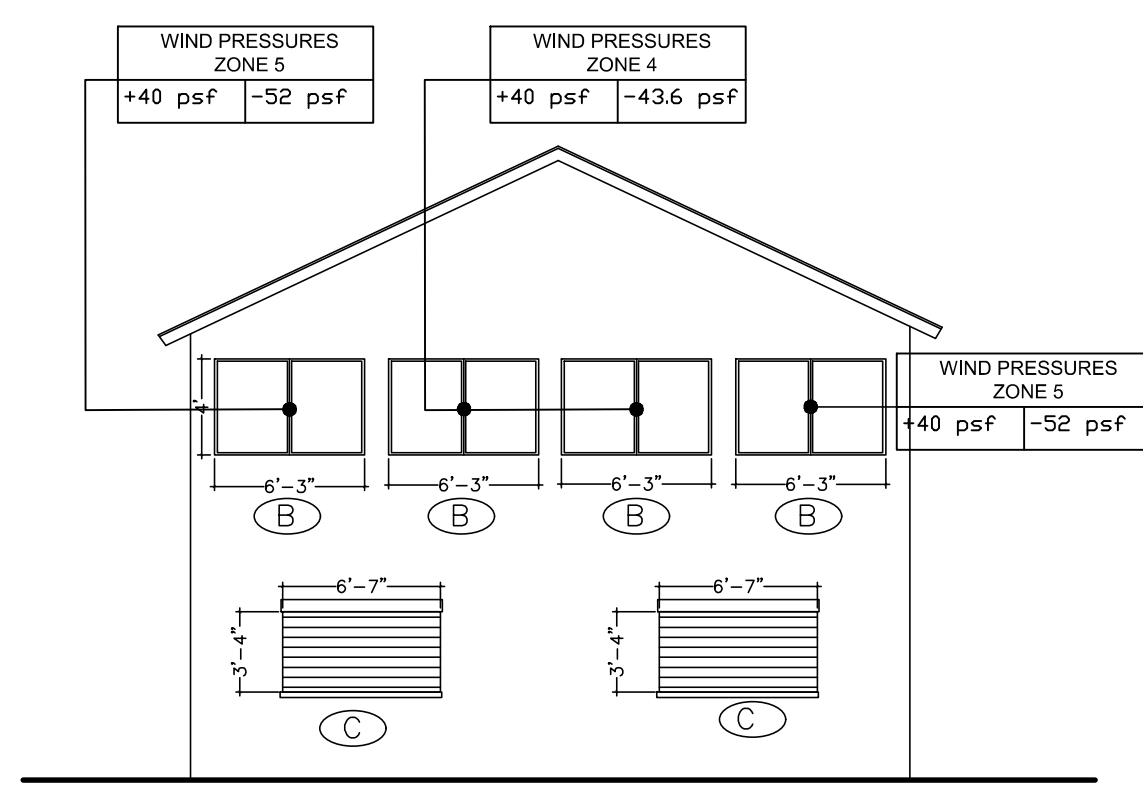 WIND PRESSURES
ZONE 5
+40 psf -52 psf
WIND PRESSURES
ZONE 4
+40 psf -43.6 psf
WIND PRESSURES
ZONE 5
+40 psf -52 psf
4'
6'-3" 6'-3" 6'-3" 6'-3"
B B B B
6'-7" 6'-7"
3'-4" 3'-4"
C C